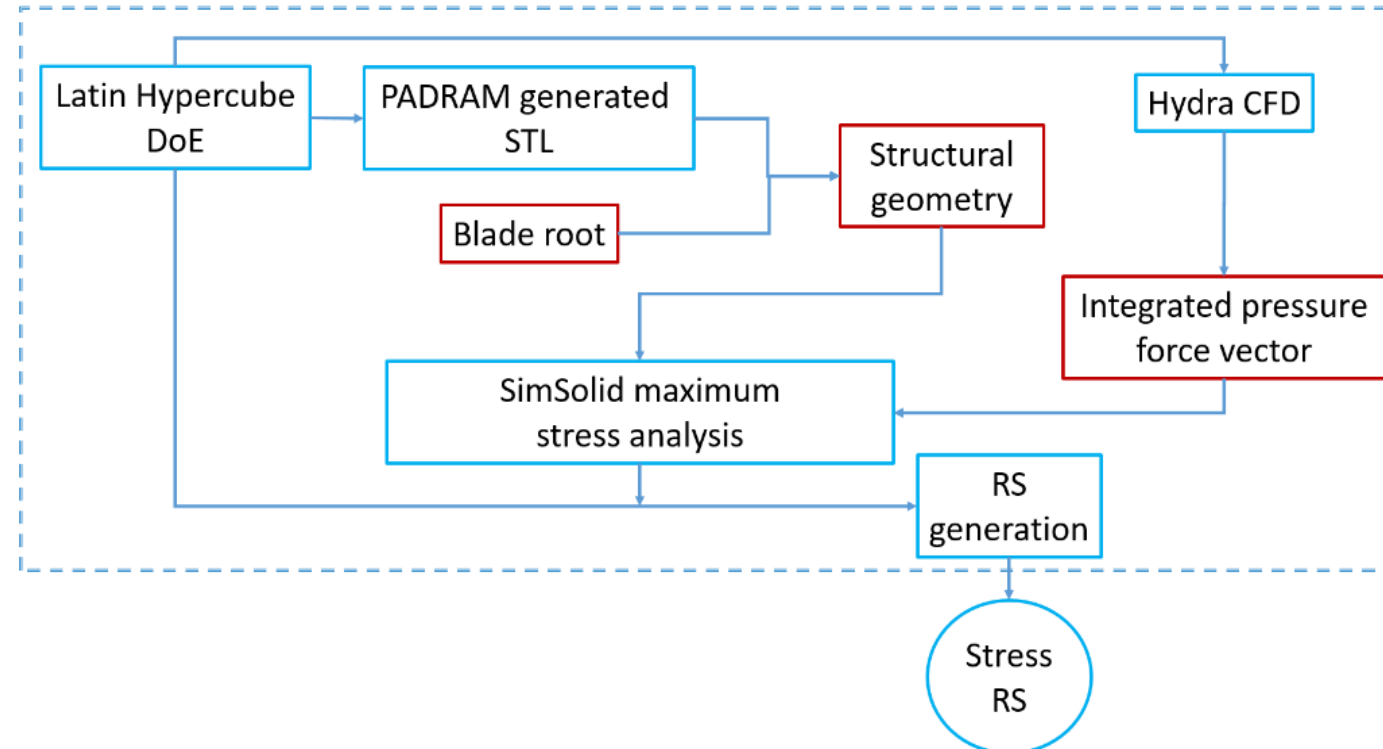 Latin Hypercube
DoE
PADRAM generated
STL
Hydra CFD
Structural
geometry
Blade root
Integrated pressure
force vector
SimSolid maximum
stress analysis
RS
generation
Stress
RS